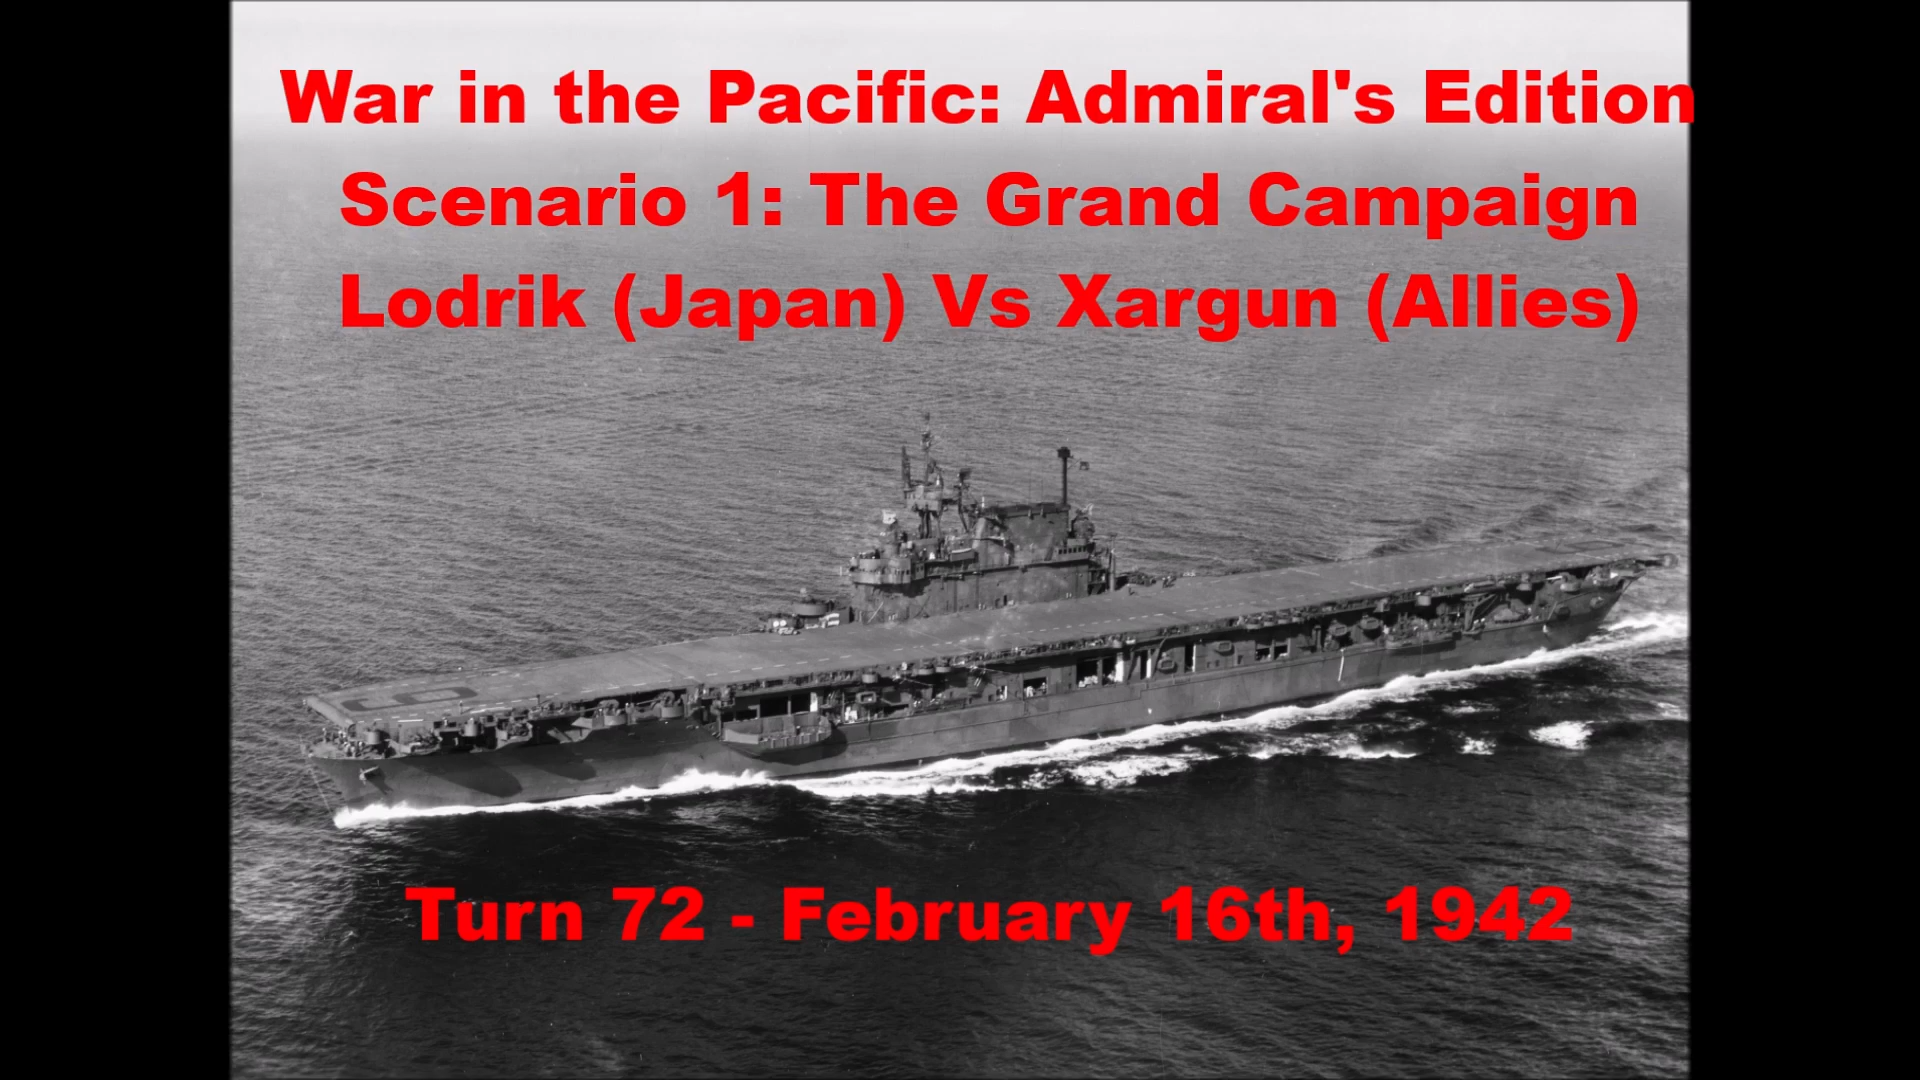 War in the Pacific: Admiral's Edition
Scenario 1: The Grand Campaign
Lodrik (Japan) Vs Xargun (Allies)
Turn 72 - February 16th, 1942